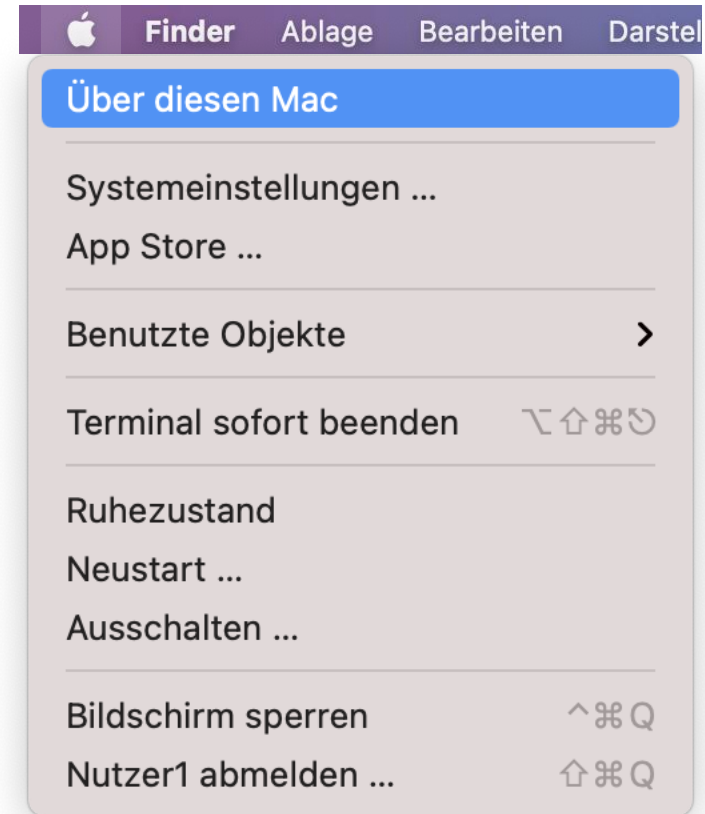 Finder Ablage Bearbeiten Darstel
Über diesen Mac
Systemeinstellungen ...
App Store ...
Benutzte Objekte
Terminal sofort beenden ⌥⇧⌘⎋
Ruhezustand
Neustart ...
Ausschalten ...
Bildschirm sperren ^⌘Q
Nutzer1 abmelden ... ⇧⌘Q